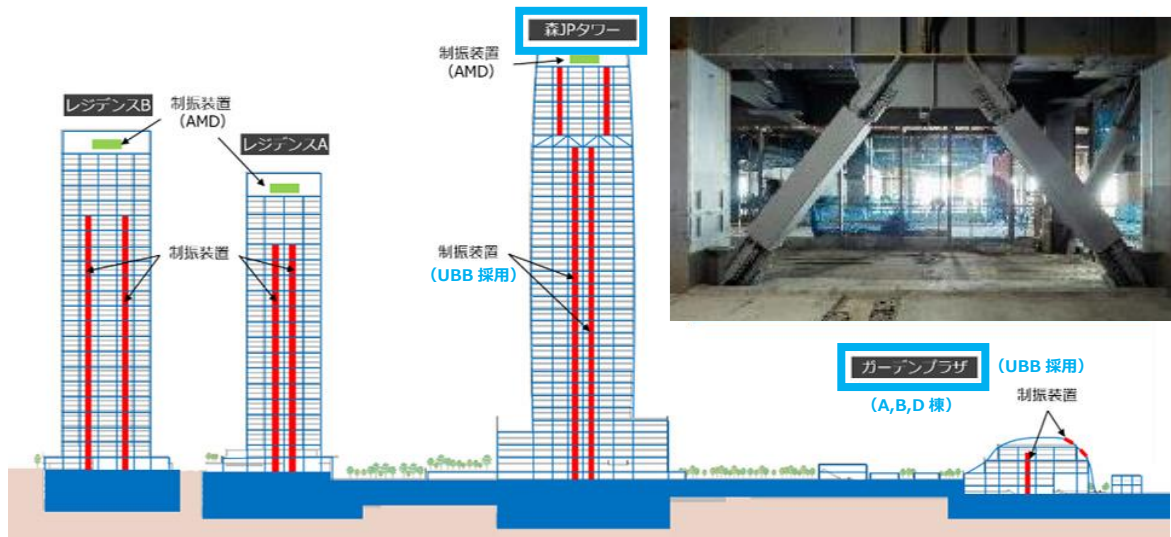 森JPタワー
制振装置
(AMD)
レジデンスB
制振装置
(AMD)
レジデンスA
制振装置
制振装置
(UBB 採用)
ガーデンプラザ
(UBB 採用)
(A,B,D 棟)
制振装置